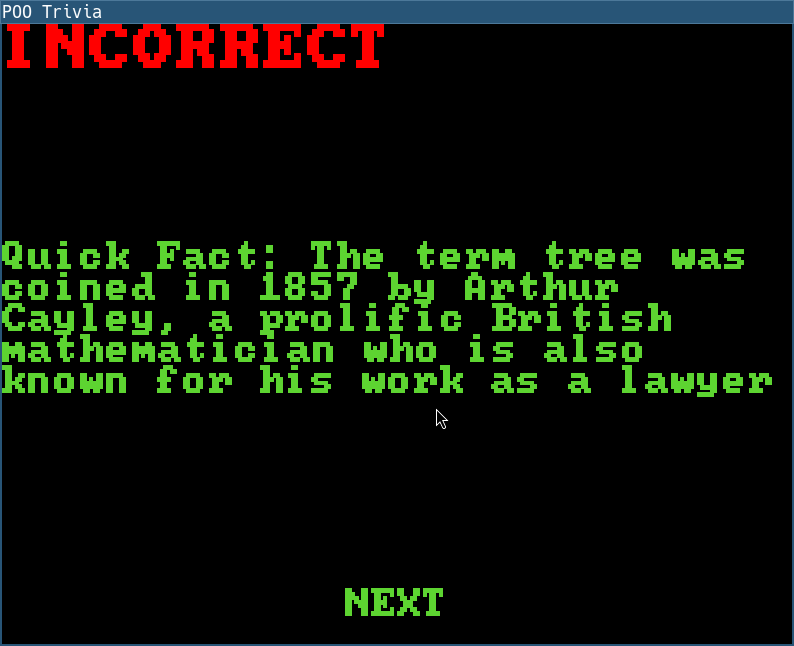 POO Trivia
INCORRECT
Quick Fact: The term tree was
coined in 1857 by Arthur
Cayley, a prolific British
mathematician who is also
known for his work as a lawyer
NEXT